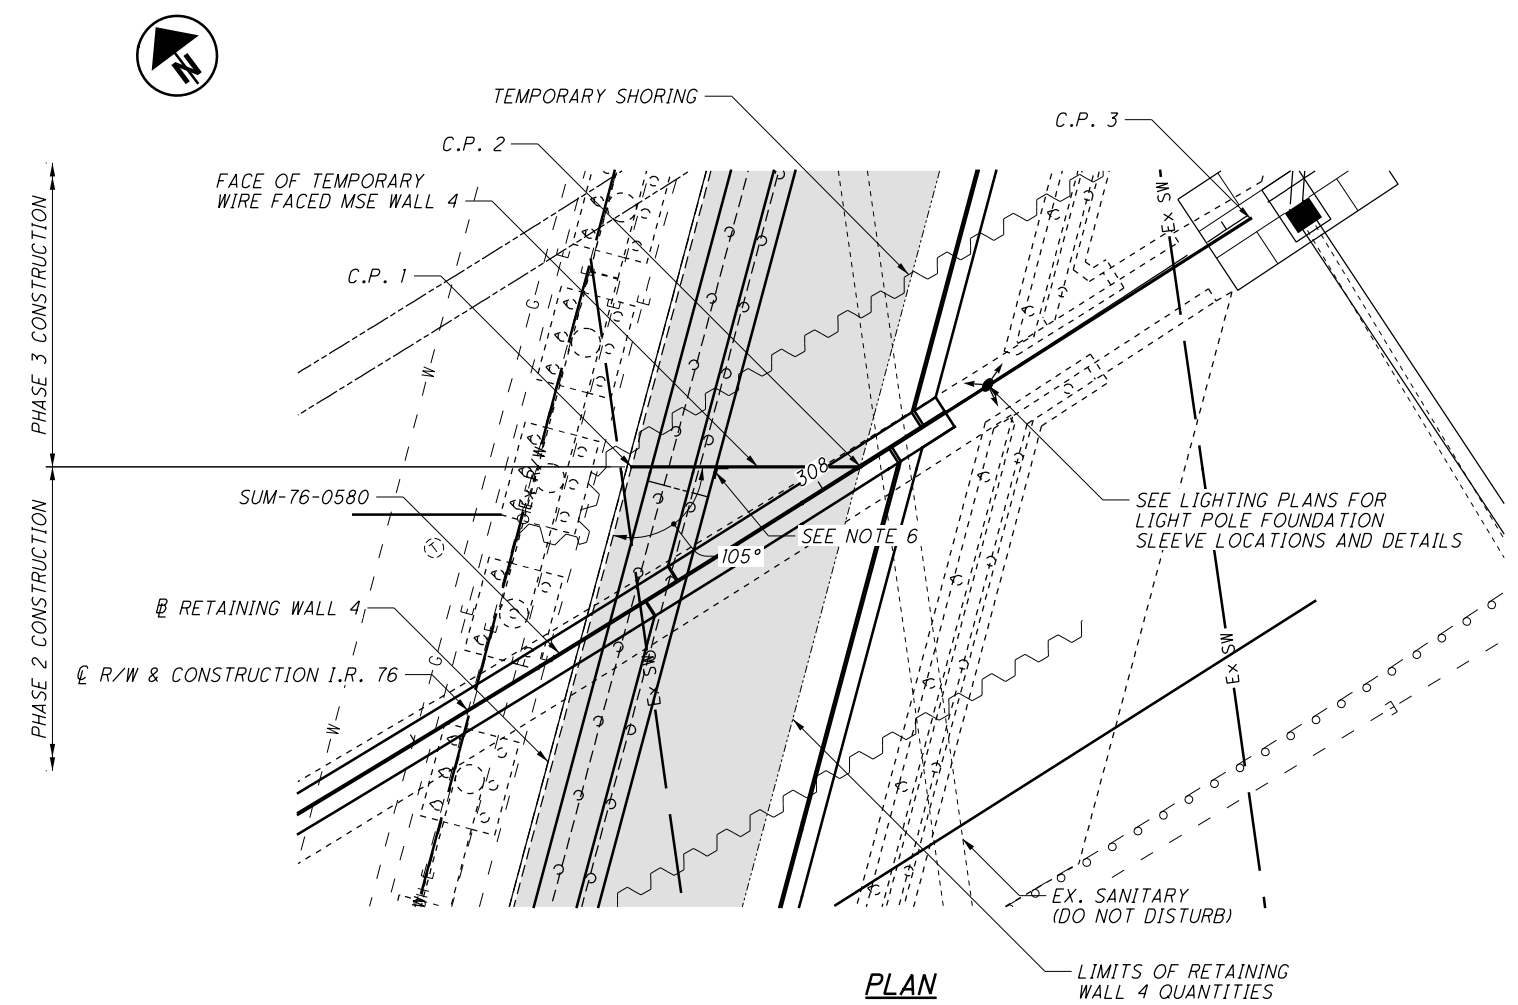 N
TEMPORARY SHORING
C.P. 3
C.P. 2
FACE OF TEMPORARY
WIRE FACED MSE WALL 4
C.P. 1
PHASE 3 CONSTRUCTION
PHASE 2 CONSTRUCTION
Ex SW
G
E
E
E
W
Ex R/W
308
SUM-76-0580
SEE NOTE 6
105°
SEE LIGHTING PLANS FOR
LIGHT POLE FOUNDATION
SLEEVE LOCATIONS AND DETAILS
T
BL RETAINING WALL 4
CL R/W & CONSTRUCTION I.R. 76
E
G
W
Ex SW
Ex SW
E
EX. SANITARY
(DO NOT DISTURB)
LIMITS OF RETAINING
WALL 4 QUANTITIES
PLAN